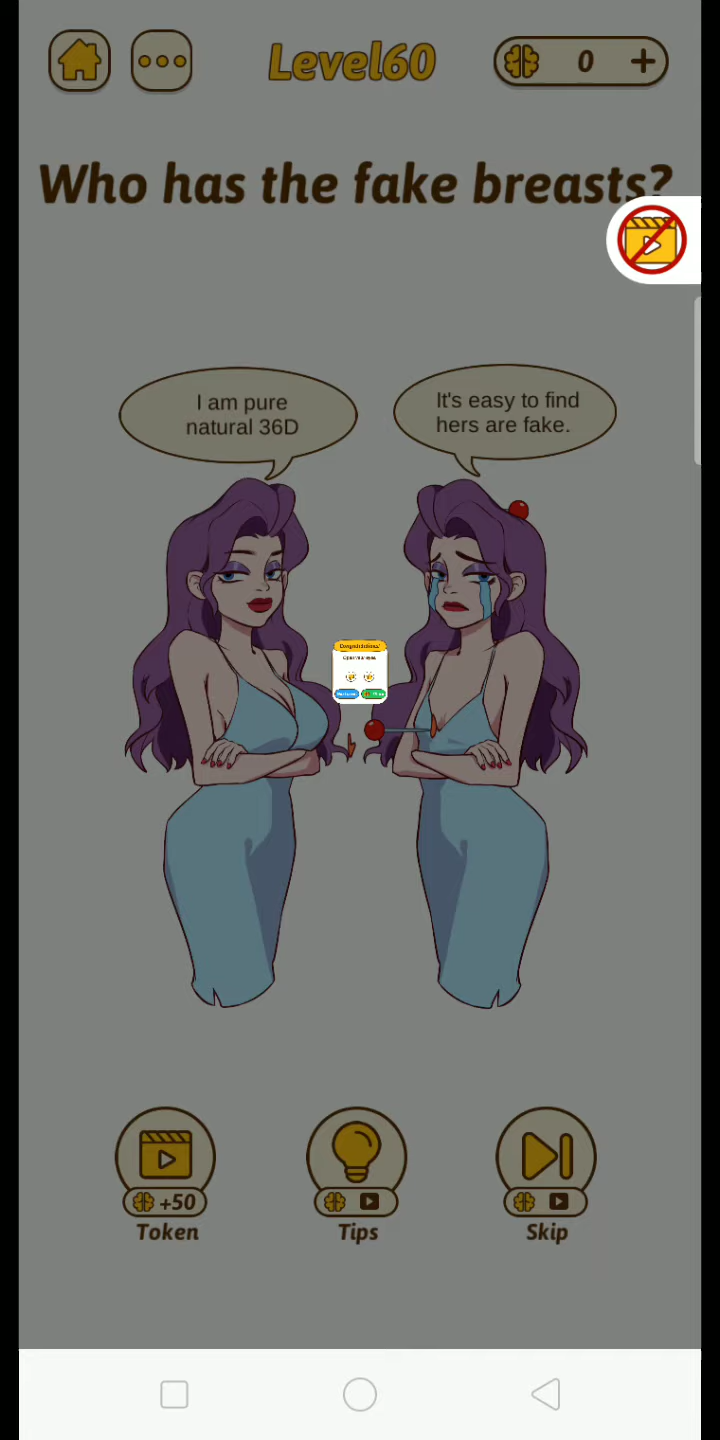 Level60
0
Who has the fake breasts?
I am pure
natural 36D
It's easy to find
hers are fake.
Congratulations!
+50
Token
Tips
Skip